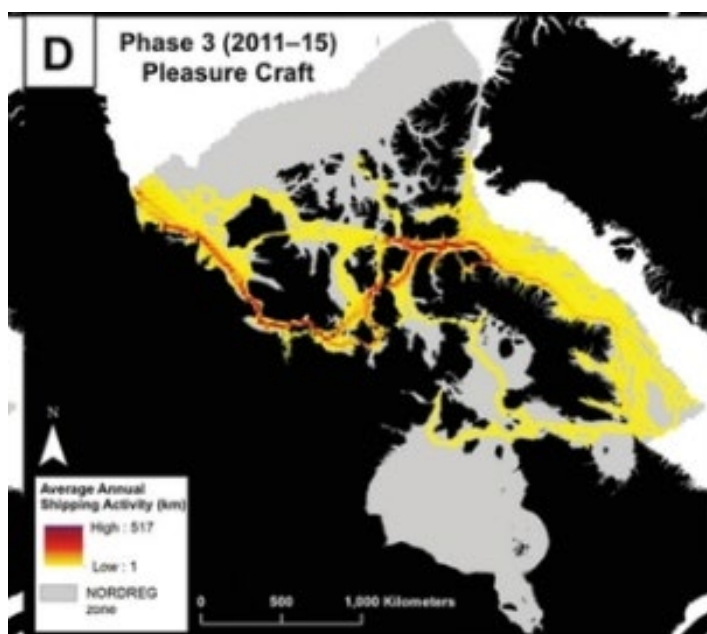 D
Phase 3 (2011–15)
Pleasure Craft
N
Average Annual
Shipping Activity (km)
High : 517
Low : 1
NORDREG
zone
0 500 1,000 Kilometers